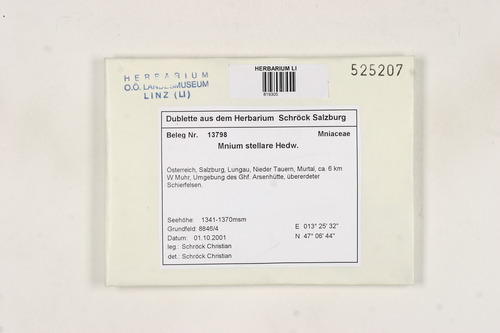 HERBARIUM
O.Ö. LANDESMUSEUM
LINZ (LI)
HERBARIUM LI
819305
525207
Dublette aus dem Herbarium Schröck Salzburg
Beleg Nr. 13798 Mniaceae
Mnium stellare Hedw.
Österreich, Salzburg, Lungau, Nieder Tauern, Murtal, ca. 6 km
W Muhr, Umgebung des Ghf. Arsenhütte, übererdeter
Schierfelsen.
Seehöhe: 1341-1370msm
Grundfeld: 8846/4 E 013° 25' 32"
Datum: 01.10.2001 N 47° 06' 44"
leg.: Schröck Christian
det.: Schröck Christian